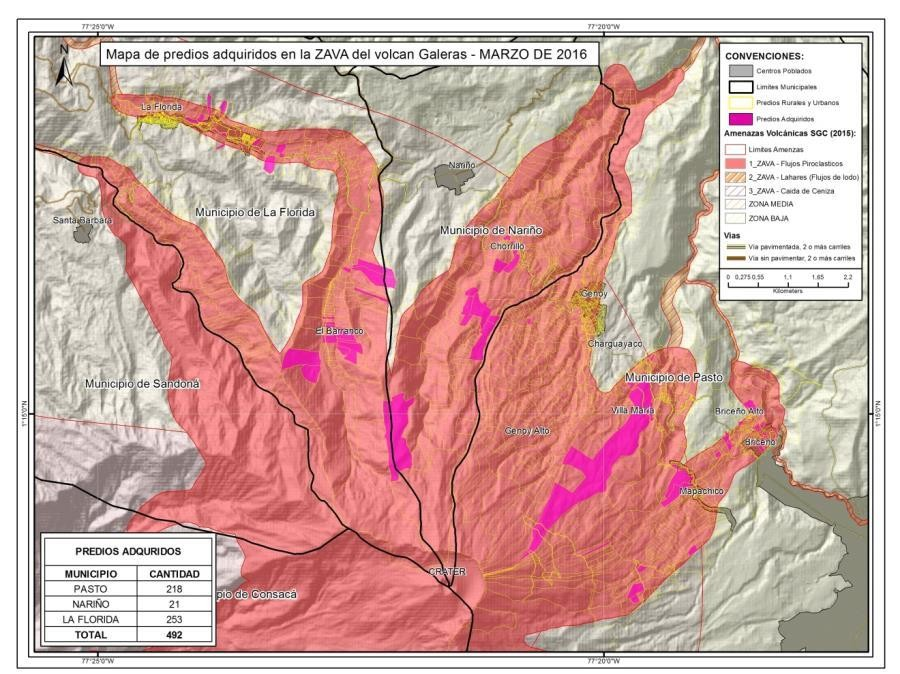 77°25'0"W
77°20'0"W
Mapa de predios adquiridos en la ZAVA del volcan Galeras - MARZO DE 2016
N
CONVENCIONES:
Centros Poblados
Limites Municipales
Predios Rurales y Urbanos
Predios Adquiridos
Amenazas Volcánicas SGC (2015):
Limites Amenzas
1_ZAVA - Flujos Piroclasticos
2_ZAVA - Lahares (Flujos de lodo)
3_ZAVA - Caida de Ceniza
ZONA MEDIA
ZONA BAJA
Vias
Via pavimentada, 2 o más carriles
Via sin pavimentar, 2 o más carriles
0 0,275 0,55 1,1 1,65 2,2
Kilometers
La Florida
Nariño
Santa Barbara
Municipio de La Florida
Municipio de Nariño
Chorrillo
Genoy
El Barranco
Charguayaco
Municipio de Sandoná
Municipio de Pasto
Villa Maria
Briceño Alto
1°15'0"N
1°15'0"N
Genoy Alto
Briceño
Mapachico
CRATER
pio de Consacá
PREDIOS ADQURIDOS
MUNICIPIO CANTIDAD
PASTO 218
NARIÑO 21
LA FLORIDA 253
TOTAL 492
77°25'0"W
77°20'0"W